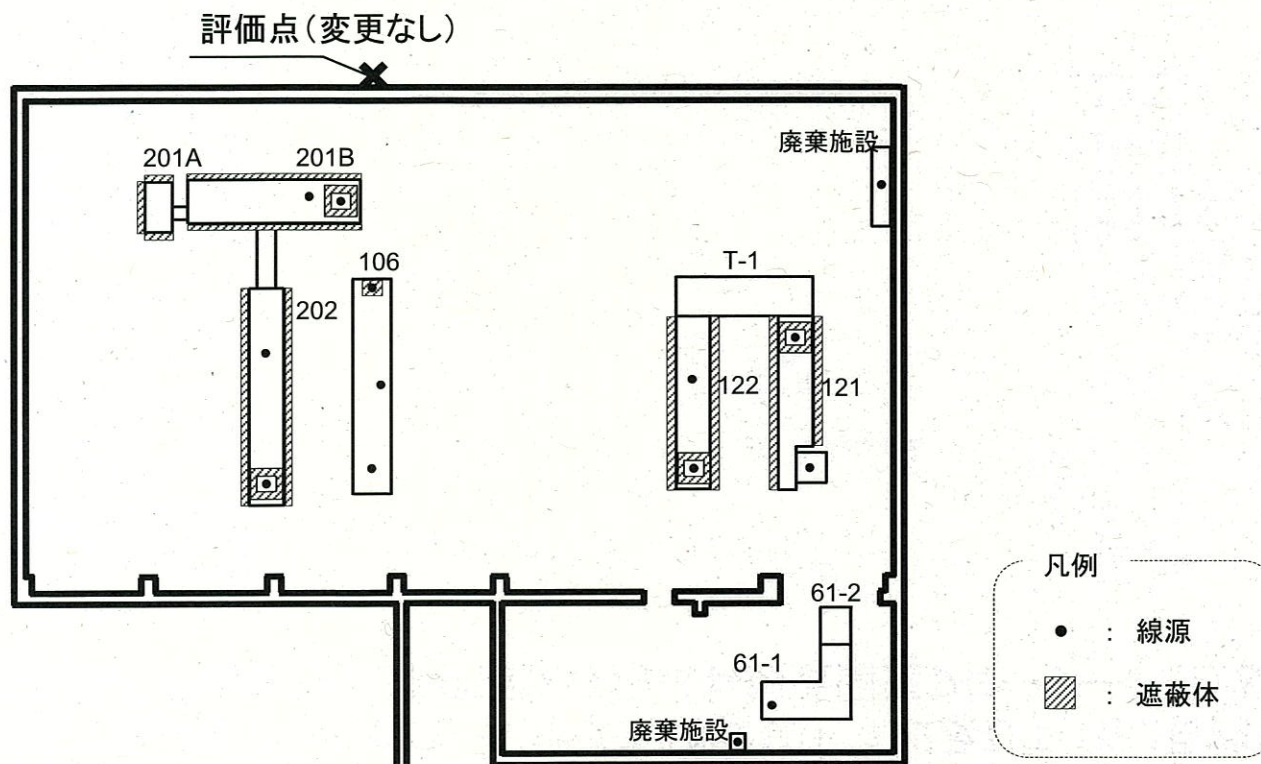 評価点（変更なし）
廃棄施設
201A
201B
106
T-1
202
122
121
61-2
61-1
廃棄施設
凡例
● : 線源
: 遮蔽体